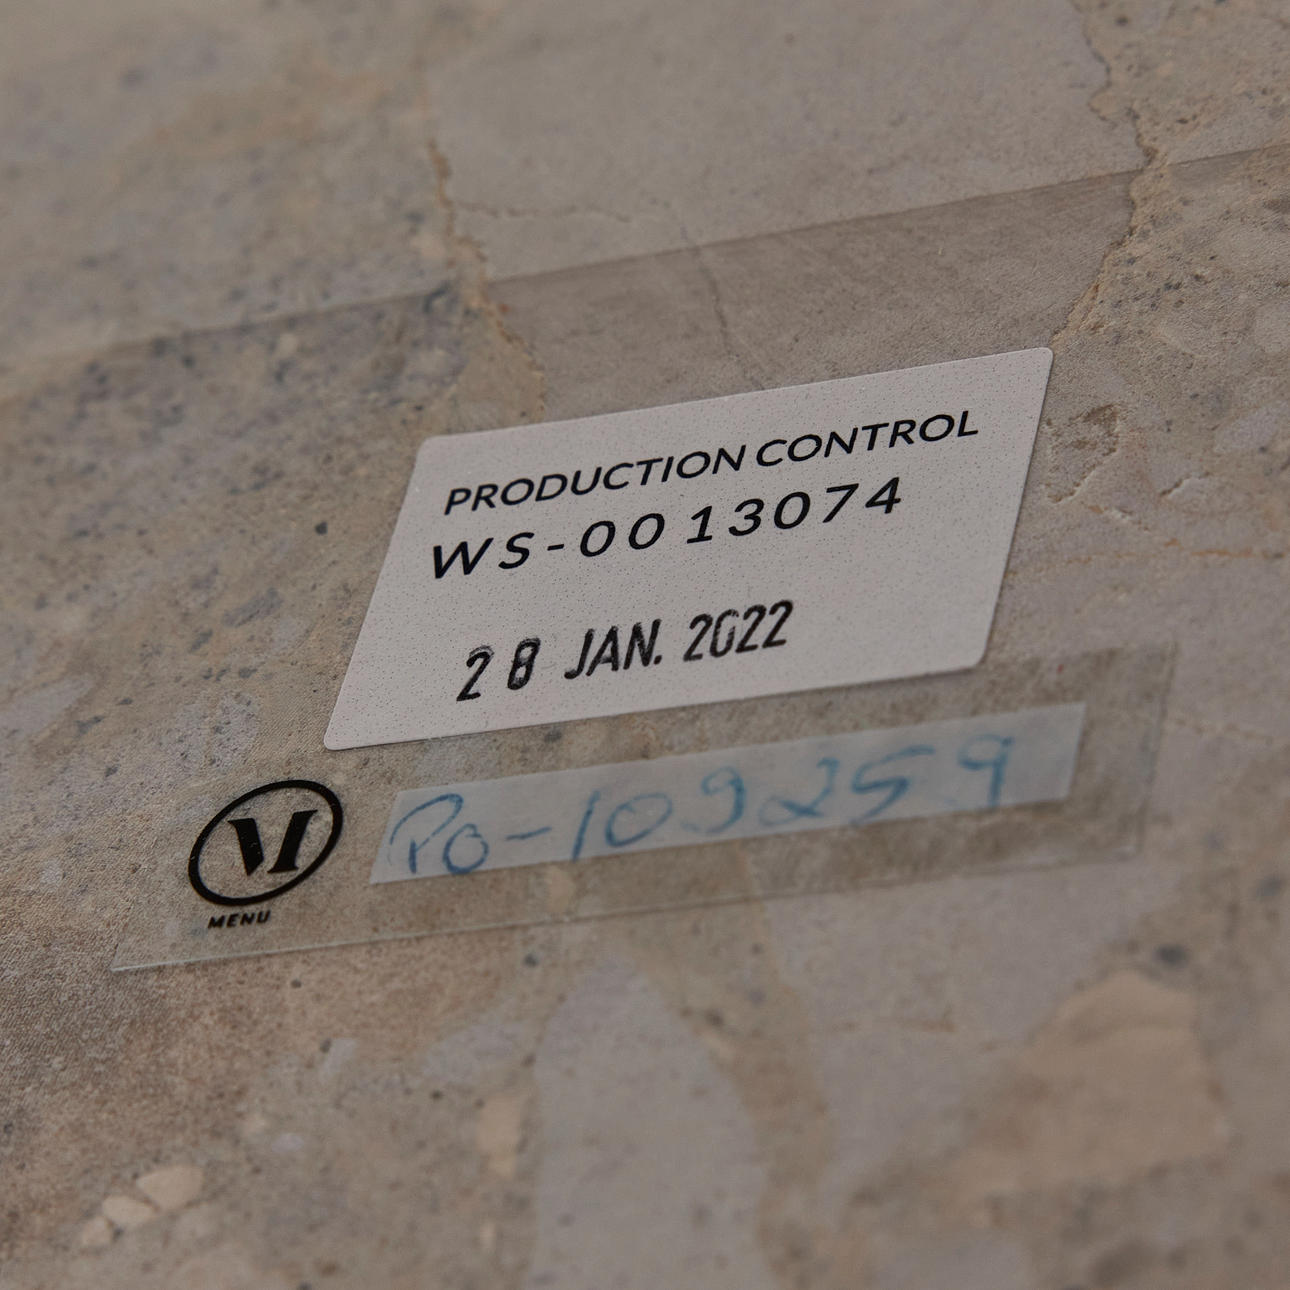 PRODUCTION CONTROL
WS-0013074
28 JAN. 2022
PO-109259
M
MENU